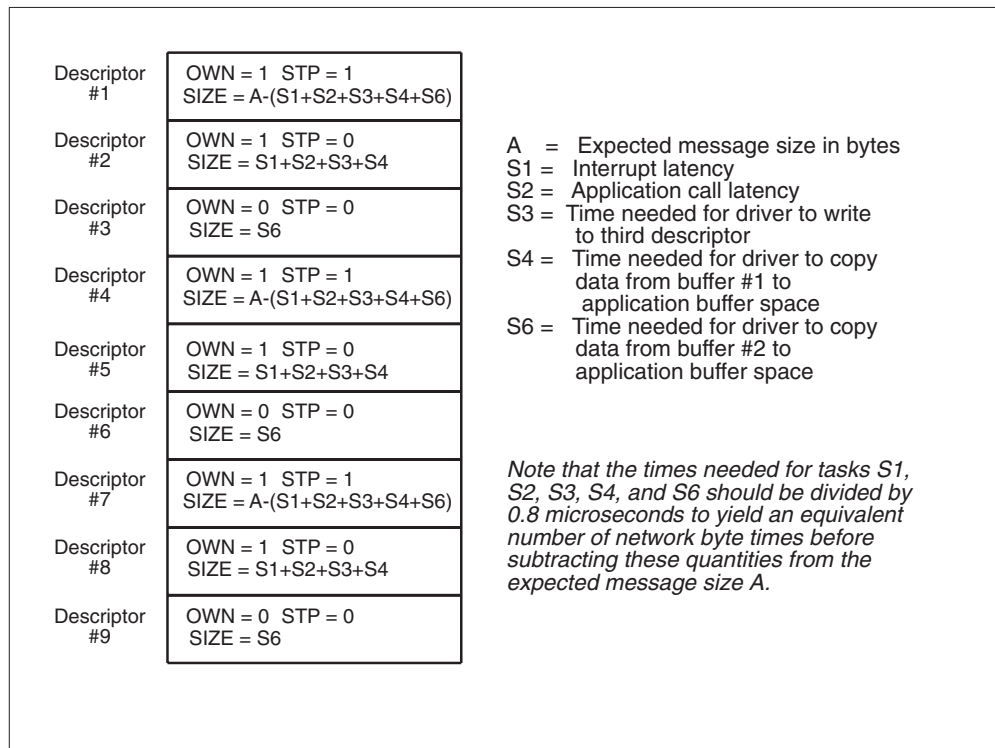 Descriptor
#1
OWN = 1 STP = 1
SIZE = A-(S1+S2+S3+S4+S6)
Descriptor
#2
OWN = 1 STP = 0
SIZE = S1+S2+S3+S4
Descriptor
#3
OWN = 0 STP = 0
SIZE = S6
Descriptor
#4
OWN = 1 STP = 1
SIZE = A-(S1+S2+S3+S4+S6)
Descriptor
#5
OWN = 1 STP = 0
SIZE = S1+S2+S3+S4
Descriptor
#6
OWN = 0 STP = 0
SIZE = S6
Descriptor
#7
OWN = 1 STP = 1
SIZE = A-(S1+S2+S3+S4+S6)
Descriptor
#8
OWN = 1 STP = 0
SIZE = S1+S2+S3+S4
Descriptor
#9
OWN = 0 STP = 0
SIZE = S6
A = Expected message size in bytes
S1 = Interrupt latency
S2 = Application call latency
S3 = Time needed for driver to write
to third descriptor
S4 = Time needed for driver to copy
data from buffer #1 to
application buffer space
S6 = Time needed for driver to copy
data from buffer #2 to
application buffer space
Note that the times needed for tasks S1,
S2, S3, S4, and S6 should be divided by
0.8 microseconds to yield an equivalent
number of network byte times before
subtracting these quantities from the
expected message size A.